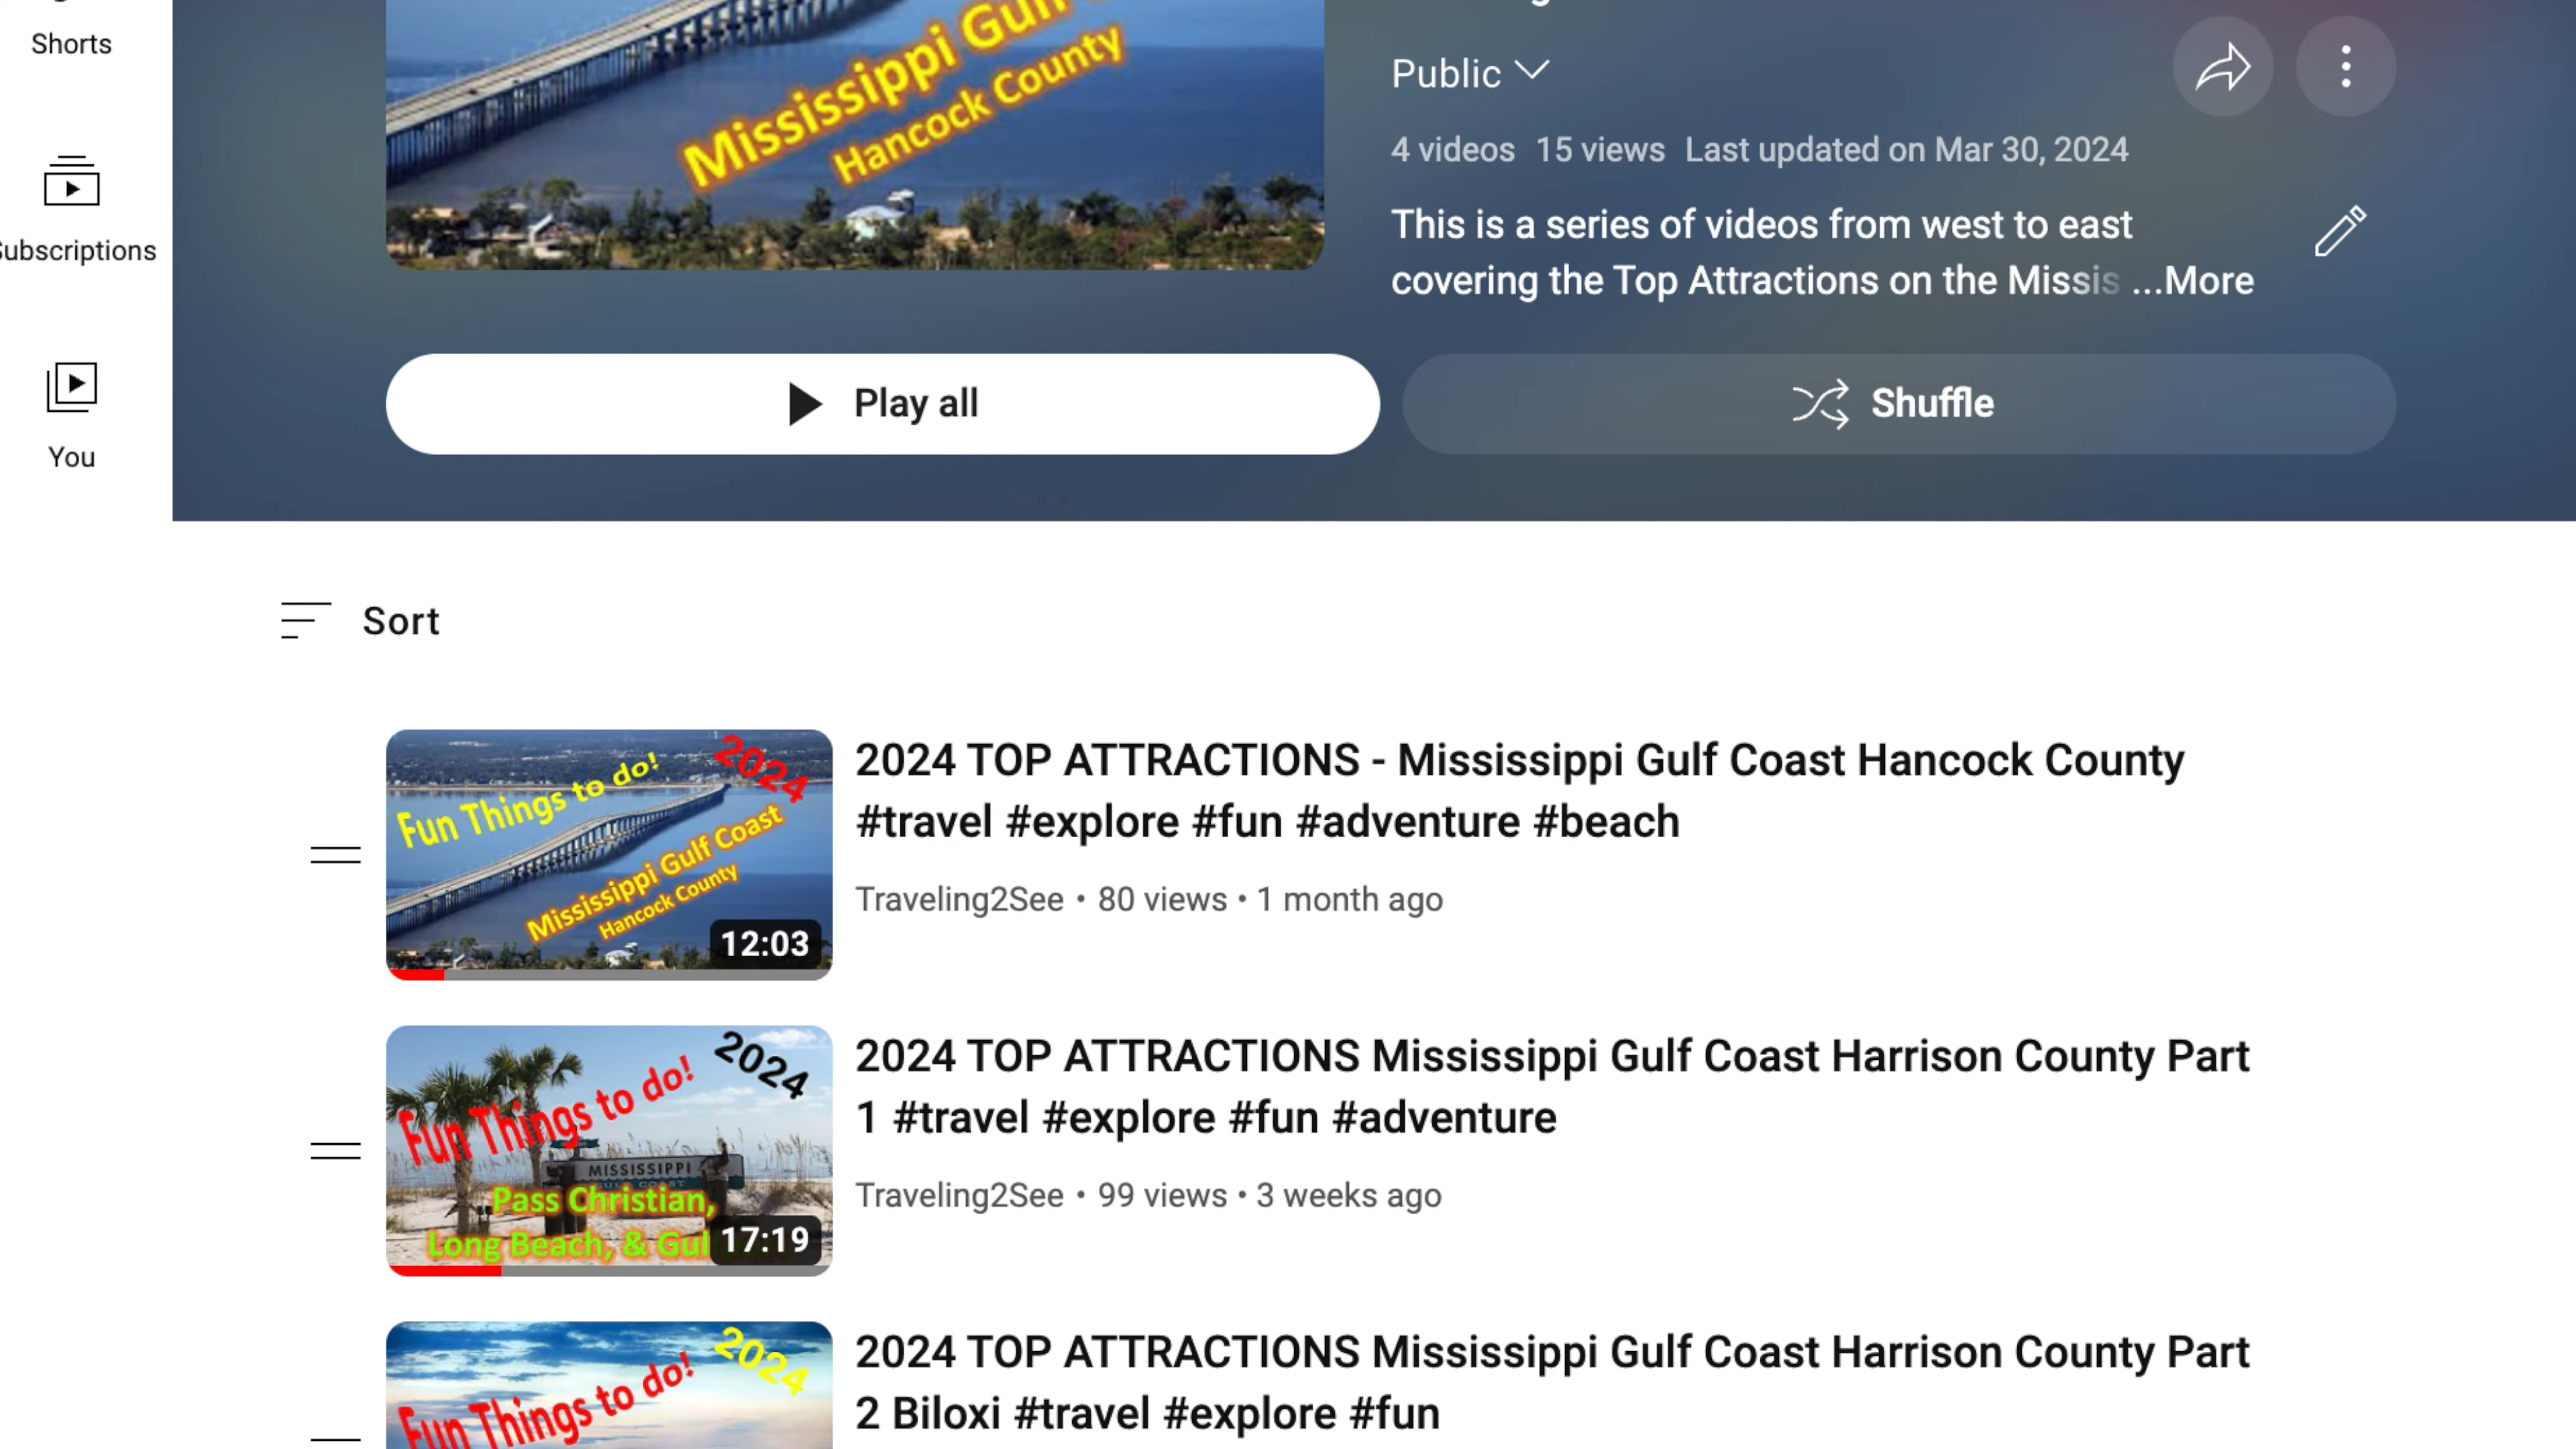 Shorts
Subscriptions
You
Mississippi Gulf
Hancock County
Public
4 videos 15 views Last updated on Mar 30, 2024
This is a series of videos from west to east
covering the Top Attractions on the Missis ...More
Play all
Shuffle
Sort
2024
Fun Things to do!
Mississippi Gulf Coast
Hancock County
12:03
2024 TOP ATTRACTIONS - Mississippi Gulf Coast Hancock County
#travel #explore #fun #adventure #beach
Traveling2See • 80 views • 1 month ago
2024
Fun Things to do!
MISSISSIPPI
GULF COAST
Pass Christian,
Long Beach, & Gul
17:19
2024 TOP ATTRACTIONS Mississippi Gulf Coast Harrison County Part
1 #travel #explore #fun #adventure
Traveling2See • 99 views • 3 weeks ago
2024
Fun Things to do!
2024 TOP ATTRACTIONS Mississippi Gulf Coast Harrison County Part
2 Biloxi #travel #explore #fun